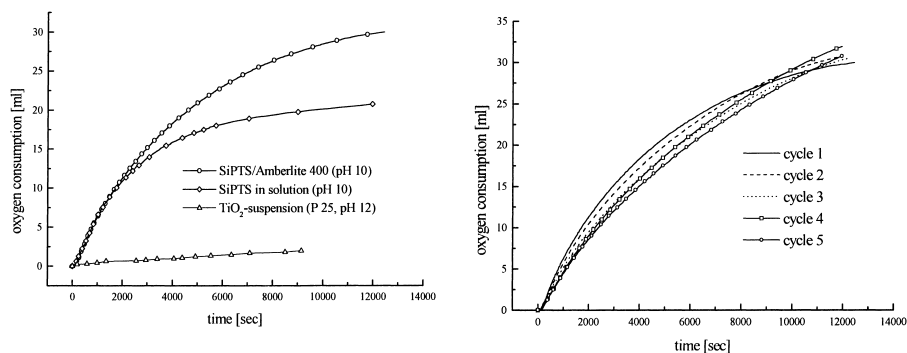 oxygen consumption [ml]
30
25
20
15
10
5
0
SiPTS/Amberlite 400 (pH 10)
SiPTS in solution (pH 10)
TiO₂-suspension (P 25, pH 12)
0
2000
4000
6000
8000
10000
12000
14000
time [sec]
oxygen consumption [ml]
35
30
25
20
15
10
5
0
cycle 1
cycle 2
cycle 3
cycle 4
cycle 5
0
2000
4000
6000
8000
10000
12000
14000
time [sec]